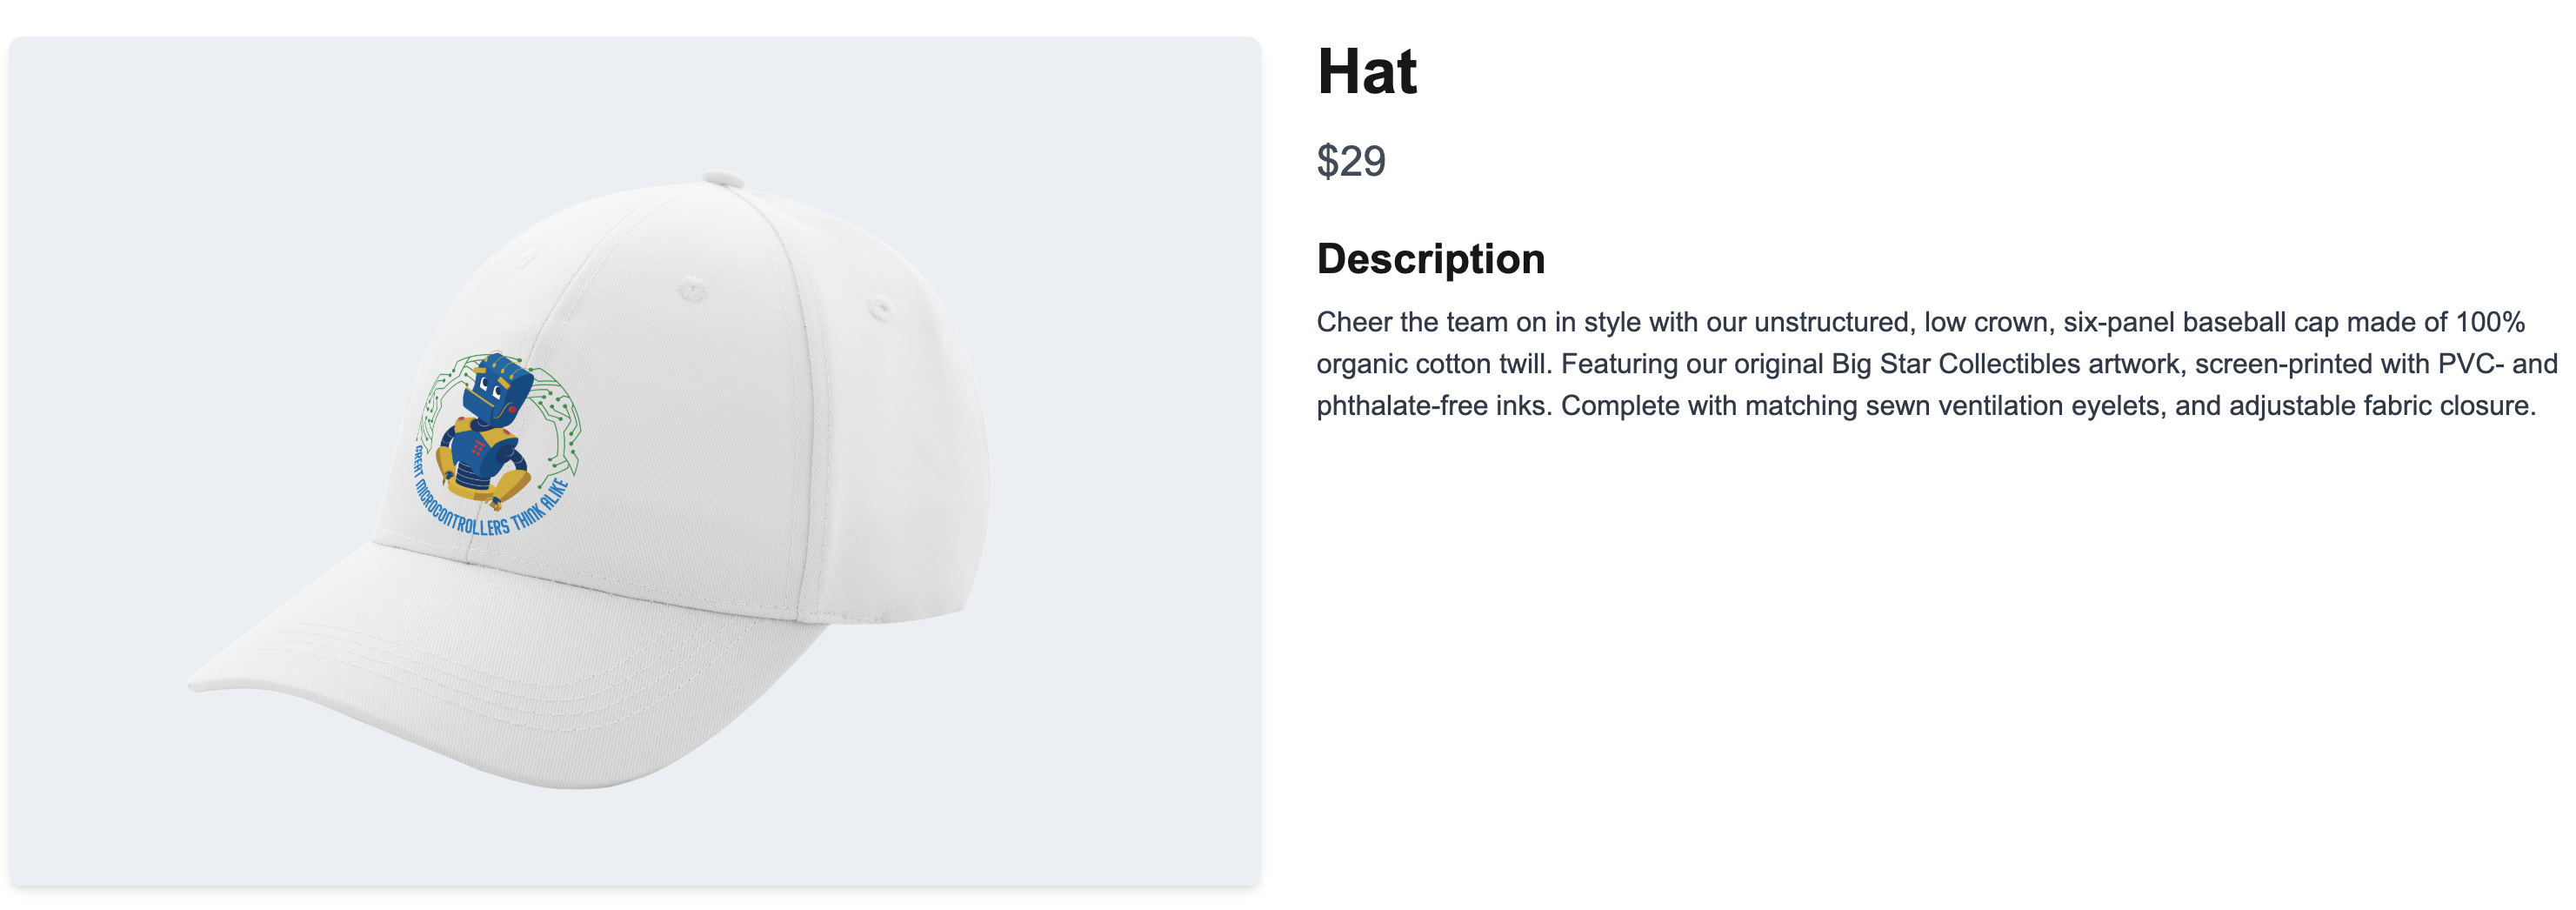 Hat
$29
Description
Cheer the team on in style with our unstructured, low crown, six-panel baseball cap made of 100%
organic cotton twill. Featuring our original Big Star Collectibles artwork, screen-printed with PVC- and
phthalate-free inks. Complete with matching sewn ventilation eyelets, and adjustable fabric closure.
GREAT MICROCONTROLLERS THINK ALIKE